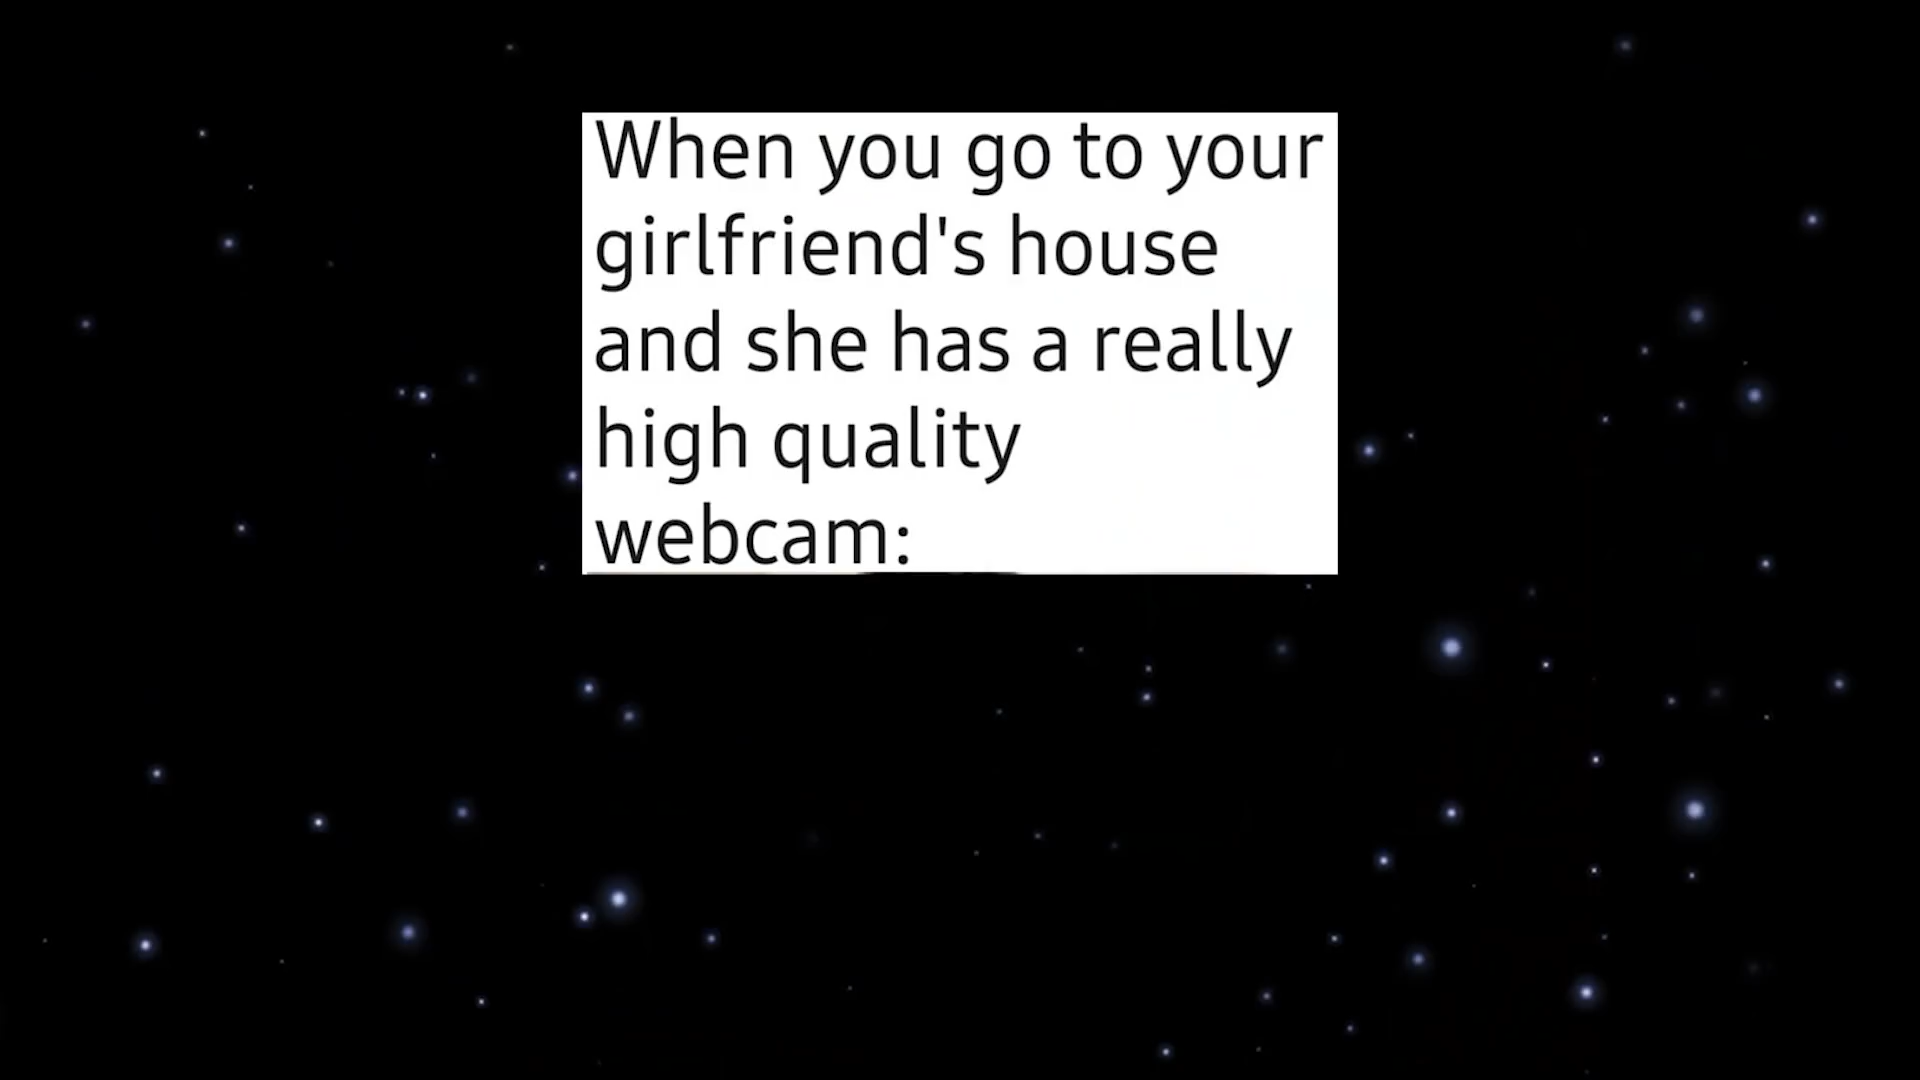 When you go to your
girlfriend's house
and she has a really
high quality
webcam: